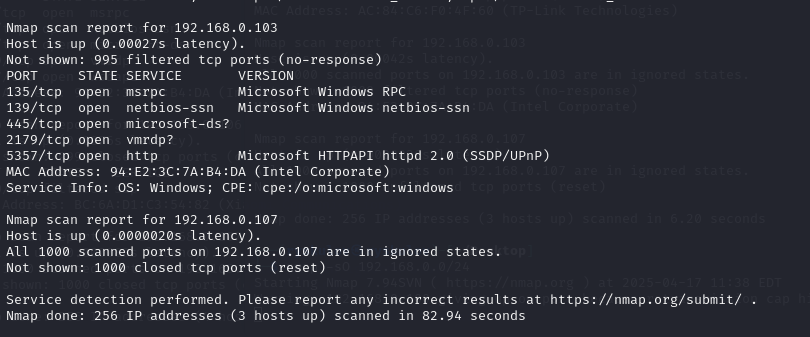 Nmap scan report for 192.168.0.103
Host is up (0.00027s latency).
Not shown: 995 filtered tcp ports (no-response)
PORT     STATE SERVICE       VERSION
135/tcp  open  msrpc         Microsoft Windows RPC
139/tcp  open  netbios-ssn   Microsoft Windows netbios-ssn
445/tcp  open  microsoft-ds?
2179/tcp open  vmrdp?
5357/tcp open  http          Microsoft HTTPAPI httpd 2.0 (SSDP/UPnP)
MAC Address: 94:E2:3C:7A:B4:DA (Intel Corporate)
Service Info: OS: Windows; CPE: cpe:/o:microsoft:windows

Nmap scan report for 192.168.0.107
Host is up (0.0000020s latency).
All 1000 scanned ports on 192.168.0.107 are in ignored states.
Not shown: 1000 closed tcp ports (reset)

Service detection performed. Please report any incorrect results at https://nmap.org/submit/ .
Nmap done: 256 IP addresses (3 hosts up) scanned in 82.94 seconds